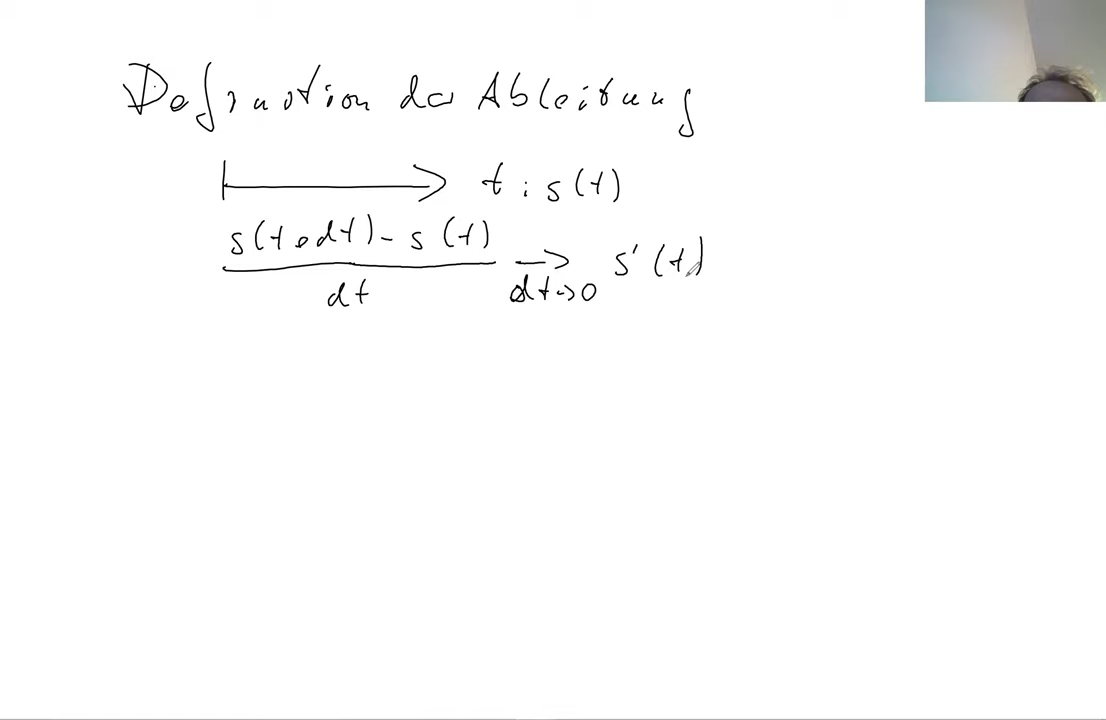 Definition der Ableitung
t : s(t)
s(t+dt) - s(t)
dt
→
dt→0
s'(t)